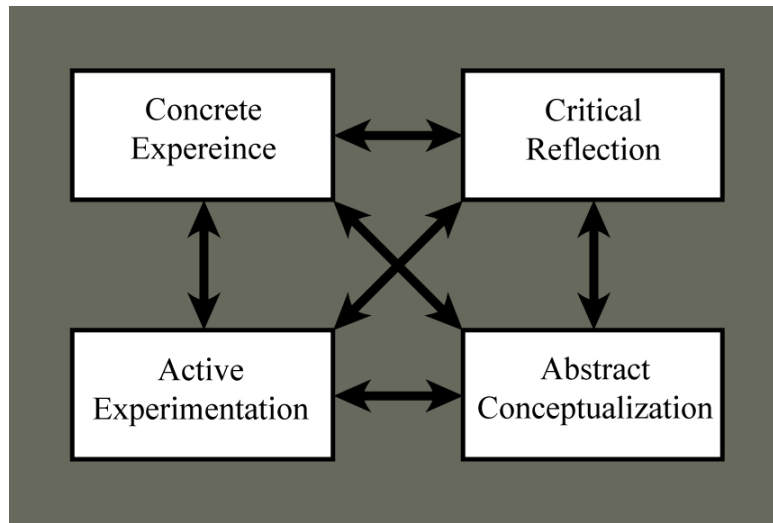 Concrete
Expereince
Critical
Reflection
Active
Experimentation
Abstract
Conceptualization